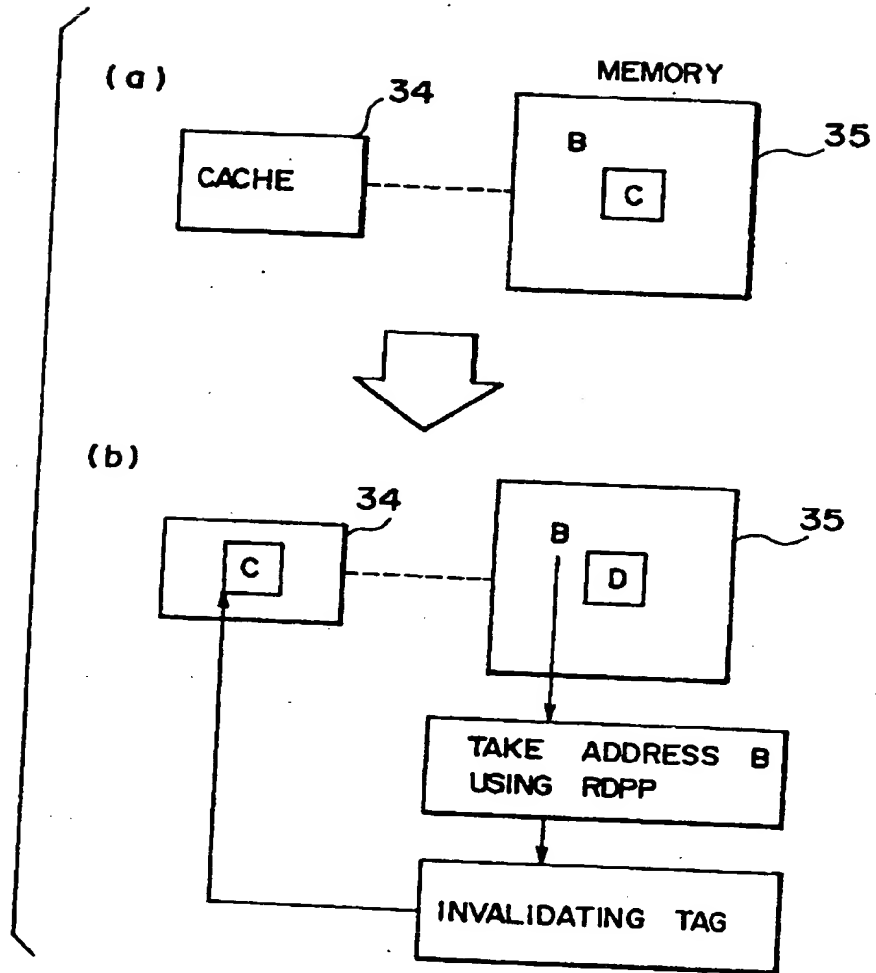 (a)
MEMORY
34
35
B
CACHE
C
(b)
34
35
C
B
D
TAKE ADDRESS B
USING RDPP
INVALIDATING TAG